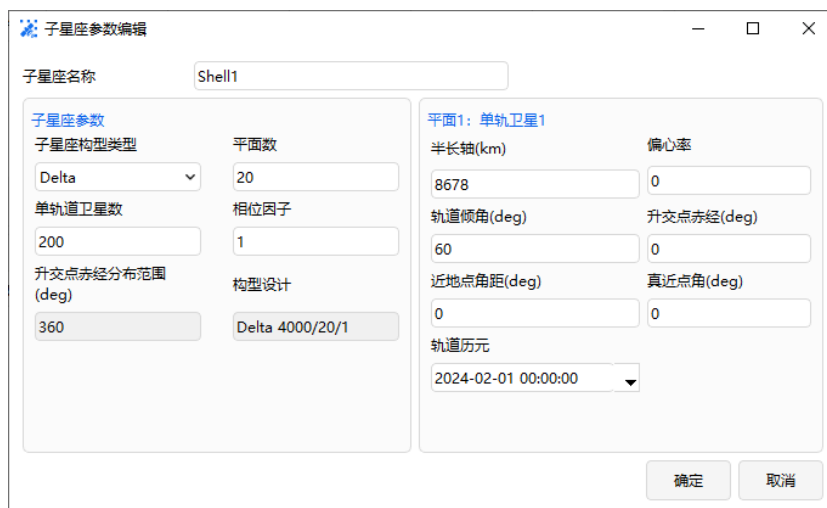 子星座参数编辑
子星座名称 Shell1
子星座参数
子星座构型类型 平面数
Delta 20
单轨道卫星数 相位因子
200 1
升交点赤经分布范围(deg) 构型设计
360 Delta 4000/20/1
平面1：单轨卫星1
半长轴(km) 偏心率
8678 0
轨道倾角(deg) 升交点赤经(deg)
60 0
近地点角距(deg) 真近点角(deg)
0 0
轨道历元
2024-02-01 00:00:00
确定 取消